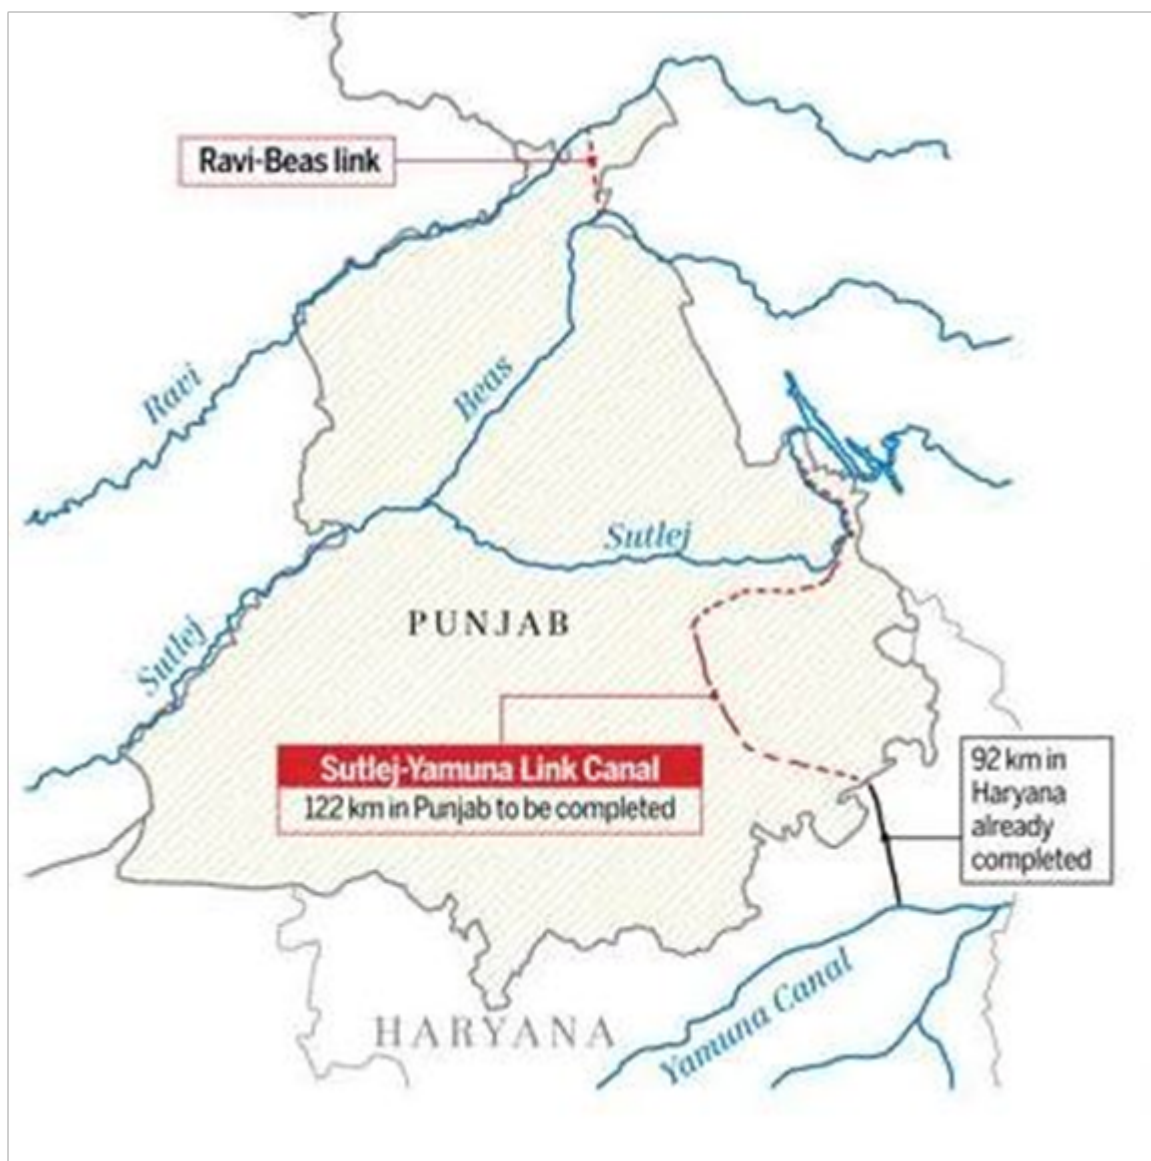 Ravi-Beas link
Ravi
Beas
Sutlej
PUNJAB
Sutlej
Sutlej-Yamuna Link Canal
122 km in Punjab to be completed
92 km in
Haryana
already
completed
Yamuna Canal
HARYANA